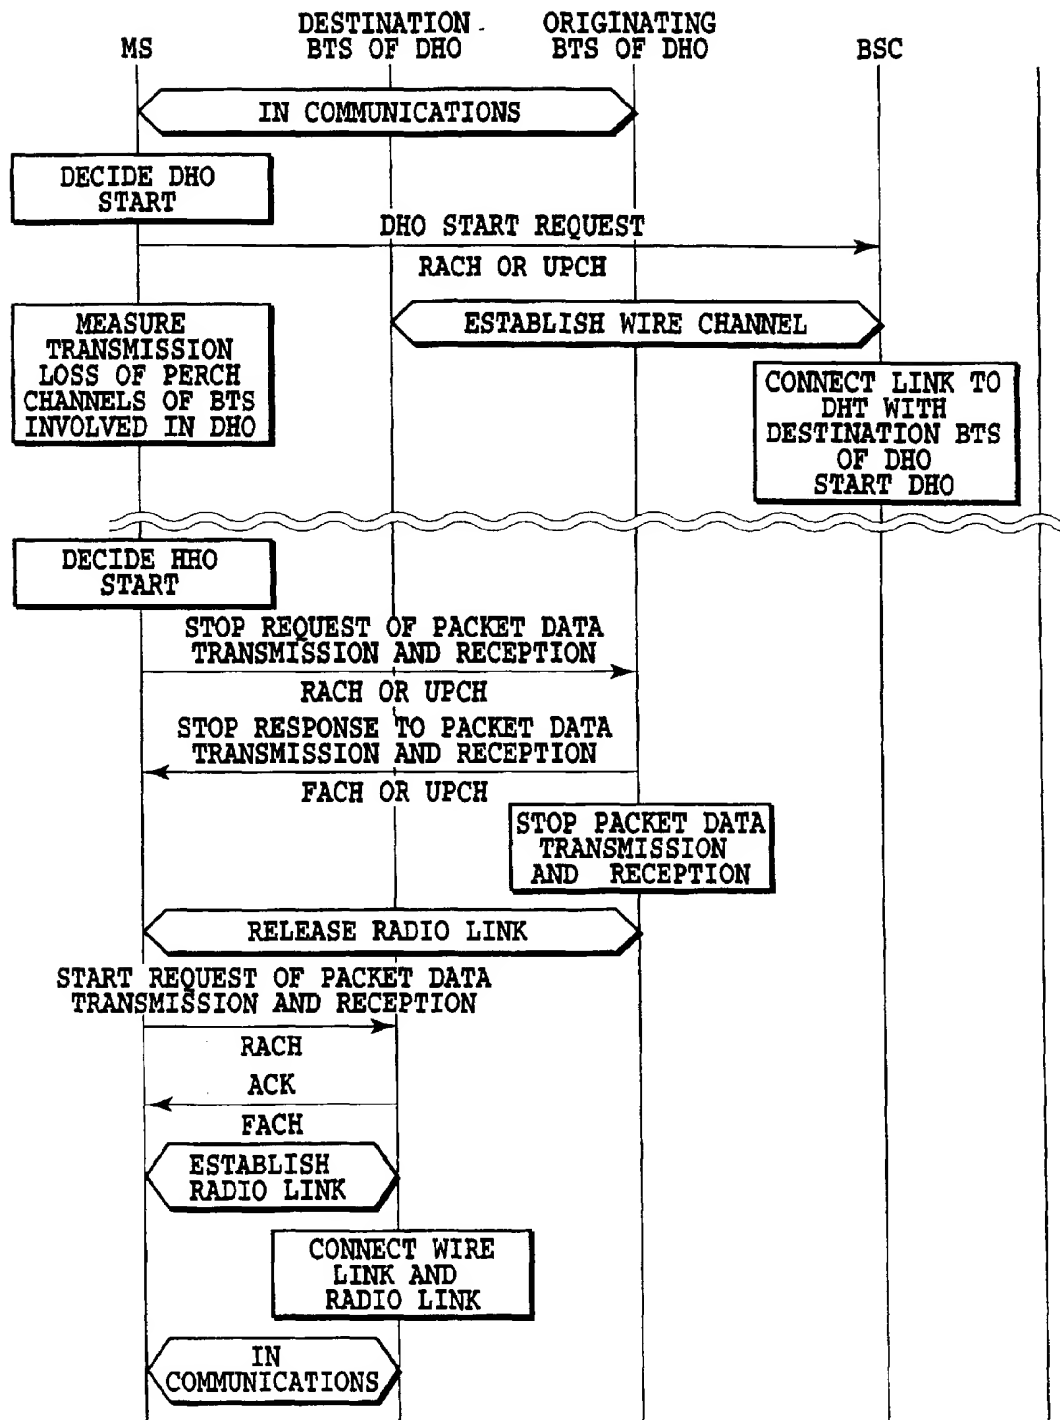 MS
DESTINATION
BTS OF DHO
ORIGINATING
BTS OF DHO
BSC
IN COMMUNICATIONS
DECIDE DHO
START
DHO START REQUEST
RACH OR UPCH
MEASURE
TRANSMISSION
LOSS OF PERCH
CHANNELS OF BTS
INVOLVED IN DHO
ESTABLISH WIRE CHANNEL
CONNECT LINK TO
DHT WITH
DESTINATION BTS
OF DHO
START DHO
DECIDE HHO
START
STOP REQUEST OF PACKET DATA
TRANSMISSION AND RECEPTION
RACH OR UPCH
STOP RESPONSE TO PACKET DATA
TRANSMISSION AND RECEPTION
FACH OR UPCH
STOP PACKET DATA
TRANSMISSION
AND RECEPTION
RELEASE RADIO LINK
START REQUEST OF PACKET DATA
TRANSMISSION AND RECEPTION
RACH
ACK
FACH
ESTABLISH
RADIO LINK
CONNECT WIRE
LINK AND
RADIO LINK
IN
COMMUNICATIONS